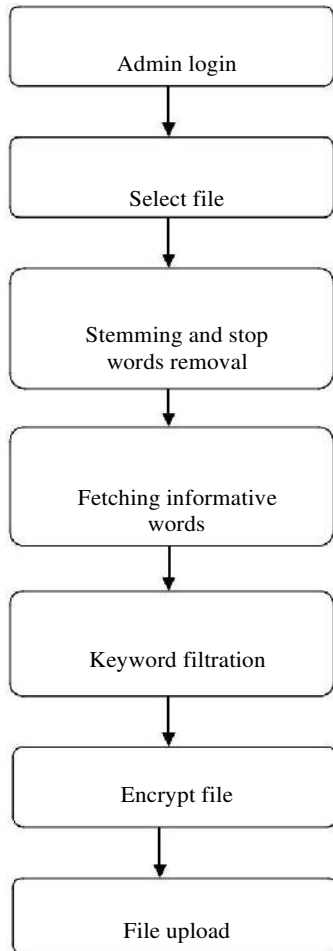 Admin login
Select file
Stemming and stop
words removal
Fetching informative
words
Keyword filtration
Encrypt file
File upload